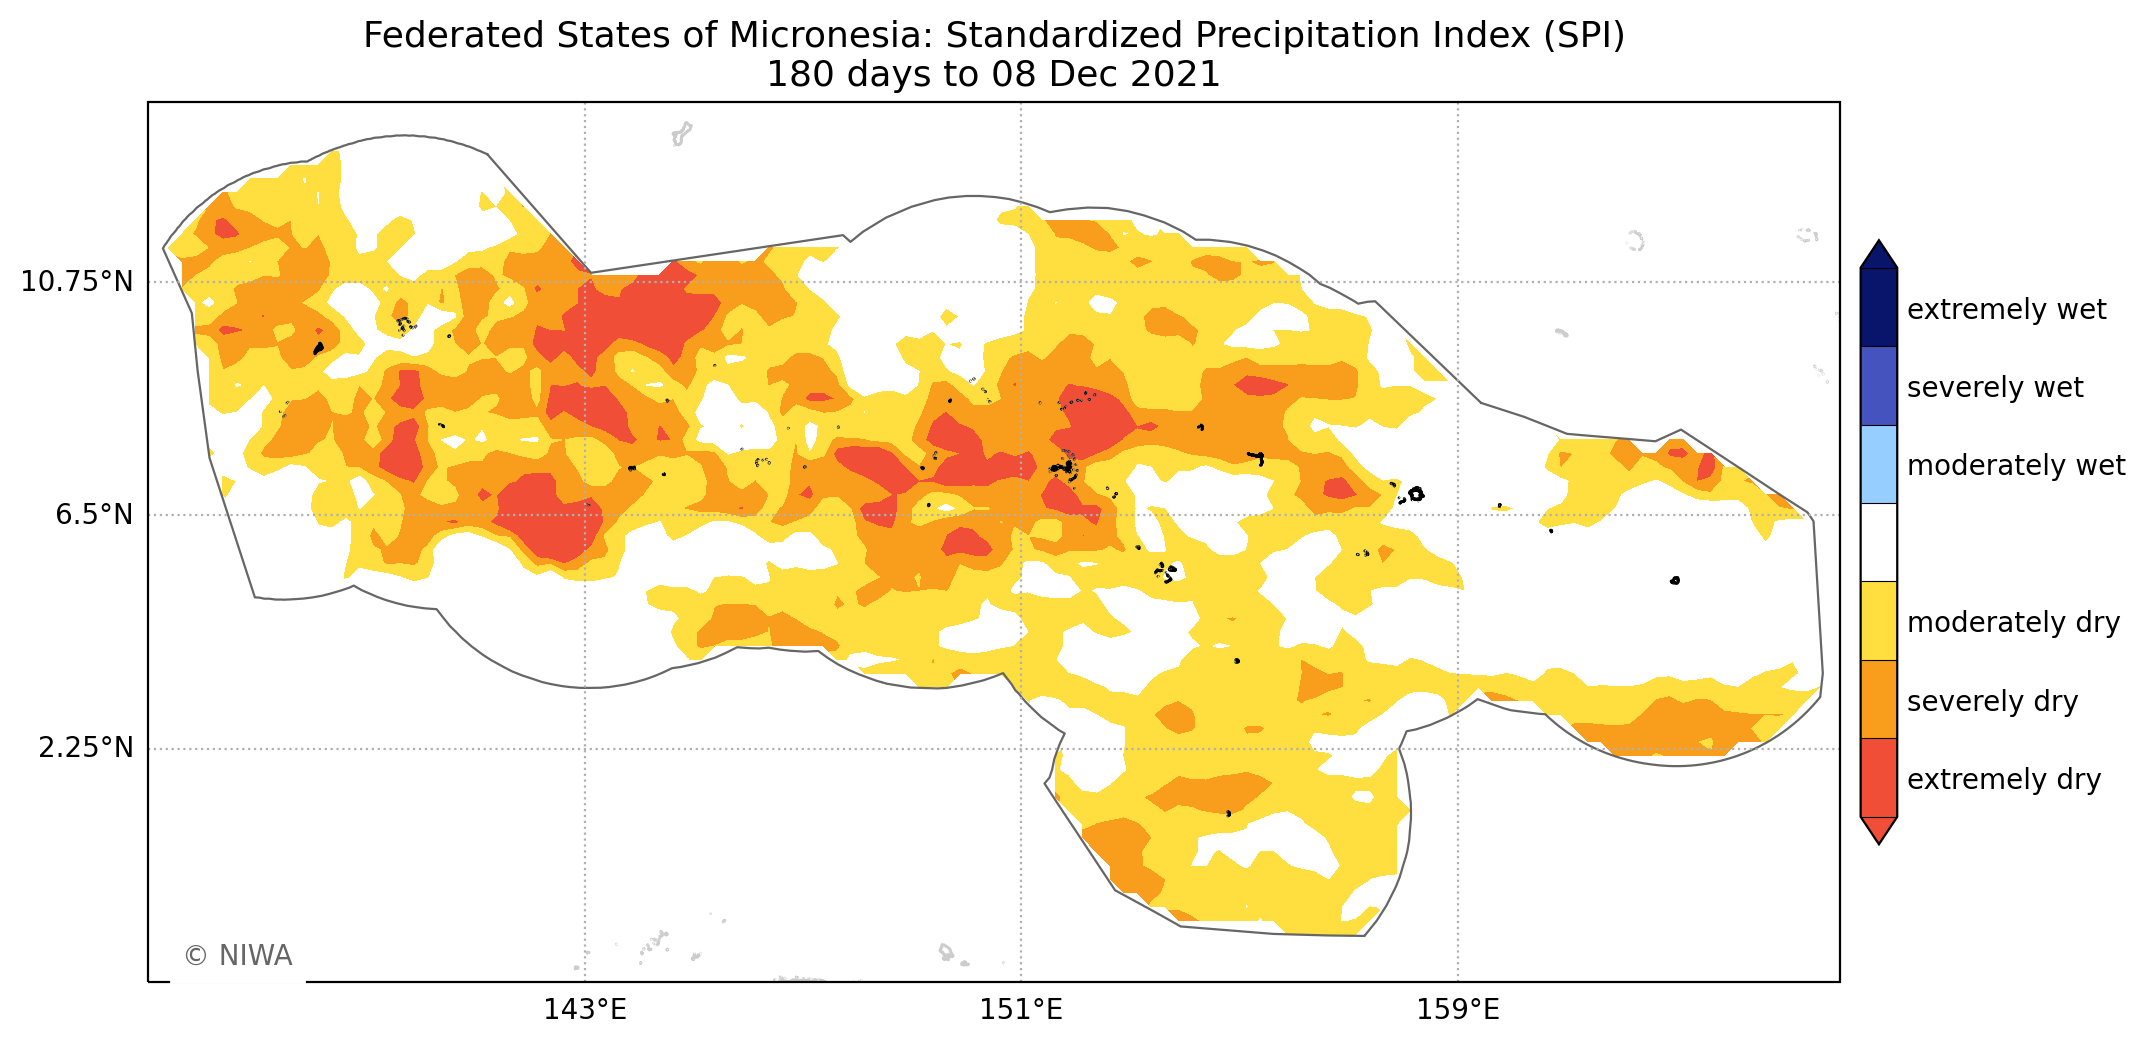 Federated States of Micronesia: Standardized Precipitation Index (SPI)
180 days to 08 Dec 2021
10.75°N
6.5°N
2.25°N
143°E
151°E
159°E
extremely wet
severely wet
moderately wet
moderately dry
severely dry
extremely dry
© NIWA